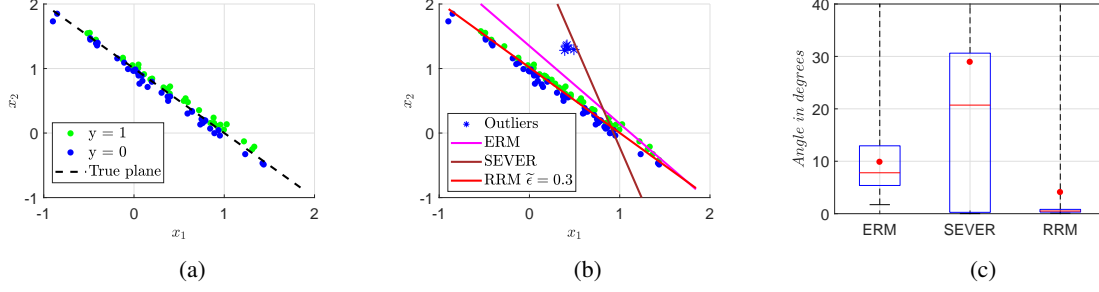 2
1
0
-1
-1
0
1
2
x₂
x₁
y = 1
y = 0
True plane
(a)
2
1
0
-1
-1
0
1
2
x₂
x₁
Outliers
ERM
SEVER
RRM ϵ̃ = 0.3
(b)
40
30
20
10
0
Angle in degrees
ERM
SEVER
RRM
(c)